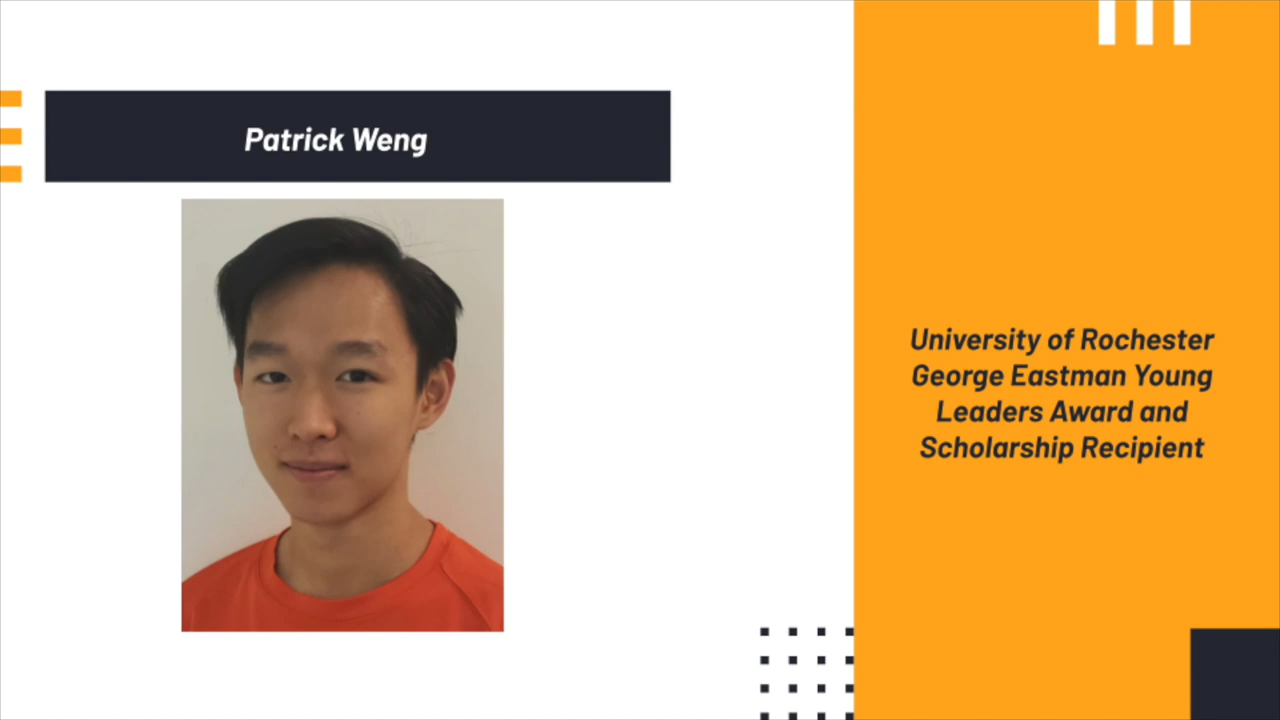 Patrick Weng
University of Rochester
George Eastman Young
Leaders Award and
Scholarship Recipient